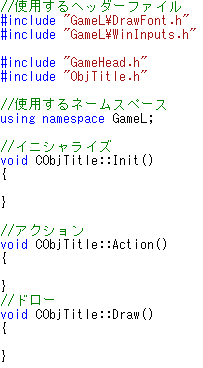 //使用するヘッダーファイル
#include "GameL¥DrawFont.h"
#include "GameL¥WinInputs.h"
#include "GameHead.h"
#include "ObjTitle.h"
//使用するネームスペース
using namespace GameL;
//イニシャライズ
void CObjTitle::Init()
{
}
//アクション
void CObjTitle::Action()
{
}
//ドロー
void CObjTitle::Draw()
{
}